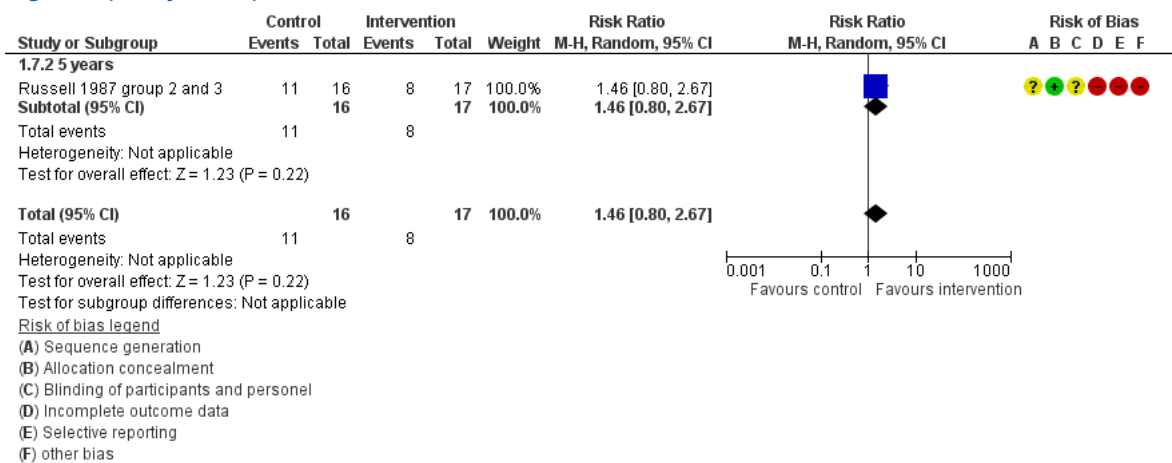 Control Intervention Risk Ratio Risk Ratio Risk of Bias
Study or Subgroup Events Total Events Total Weight M-H, Random, 95% CI M-H, Random, 95% CI A B C D E F
1.7.2 5 years
Russell 1987 group 2 and 3 11 16 8 17 100.0% 1.46 [0.80, 2.67] ? + ? - - -
Subtotal (95% CI) 16 17 100.0% 1.46 [0.80, 2.67]
Total events 11 8
Heterogeneity: Not applicable
Test for overall effect: Z = 1.23 (P = 0.22)
Total (95% CI) 16 17 100.0% 1.46 [0.80, 2.67]
Total events 11 8
Heterogeneity: Not applicable
Test for overall effect: Z = 1.23 (P = 0.22)
Test for subgroup differences: Not applicable
0.001 0.1 1 10 1000
Favours control Favours intervention
Risk of bias legend
(A) Sequence generation
(B) Allocation concealment
(C) Blinding of participants and personel
(D) Incomplete outcome data
(E) Selective reporting
(F) other bias